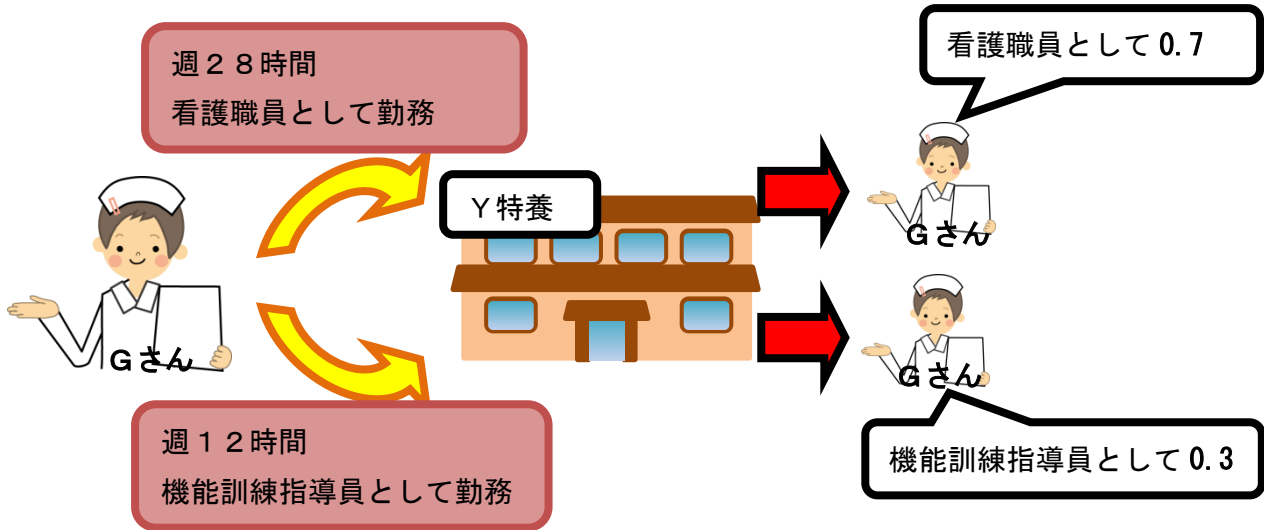 週２８時間
看護職員として勤務
看護職員として0.7
Ｙ特養
Ｇさん
Ｇさん
Ｇさん
週１２時間
機能訓練指導員として勤務
機能訓練指導員として0.3